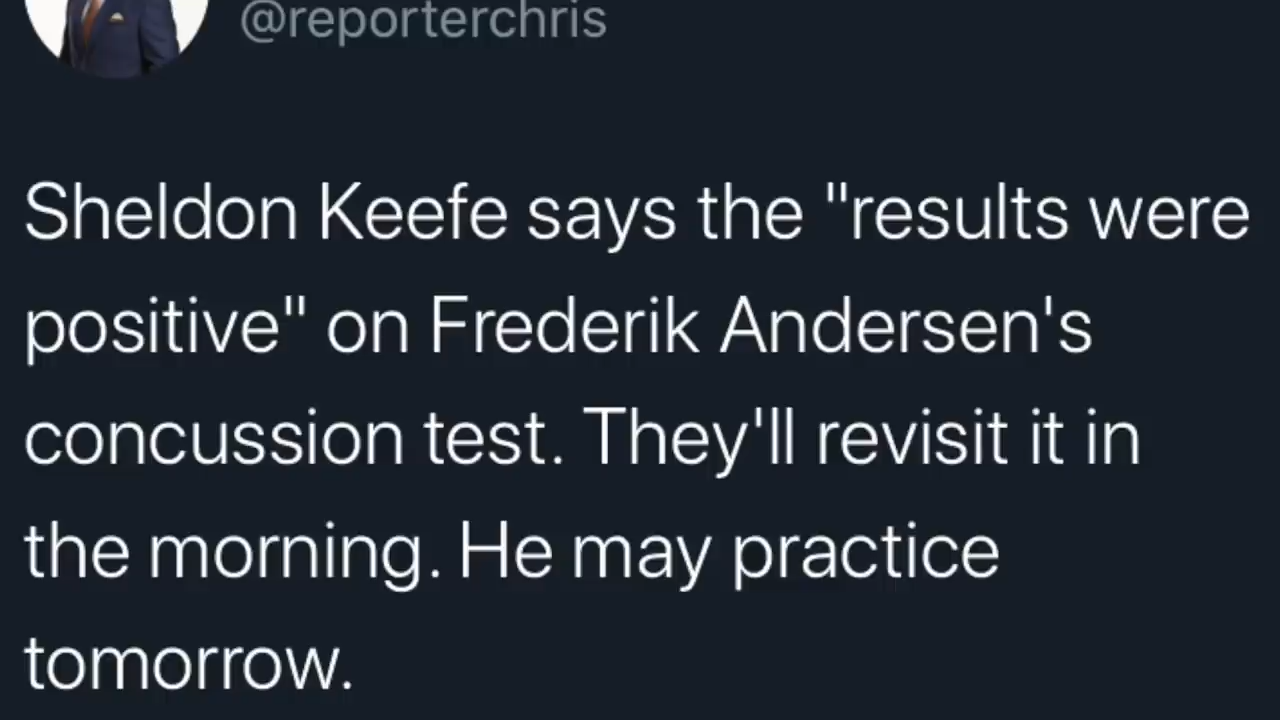 @reporterchris
Sheldon Keefe says the "results were
positive" on Frederik Andersen's
concussion test. They'll revisit it in
the morning. He may practice
tomorrow.